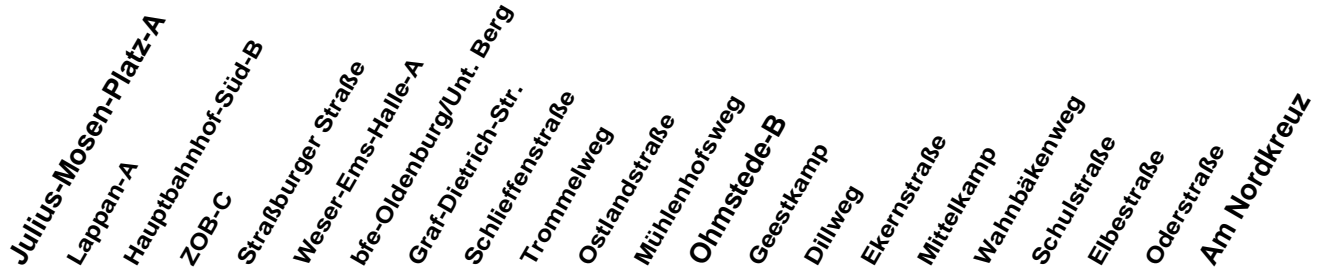 Julius-Mosen-Platz-A
Lappan-A
Hauptbahnhof-Süd-B
ZOB-C
Straßburger Straße
Weser-Ems-Halle-A
bfe-Oldenburg/Unt. Berg
Graf-Dietrich-Str.
Schlieffenstraße
Trommelweg
Ostlandstraße
Mühlenhofsweg
Ohmstede-B
Geestkamp
Dillweg
Ekernstraße
Mittelkamp
Wahnbäkenweg
Schulstraße
Elbestraße
Oderstraße
Am Nordkreuz